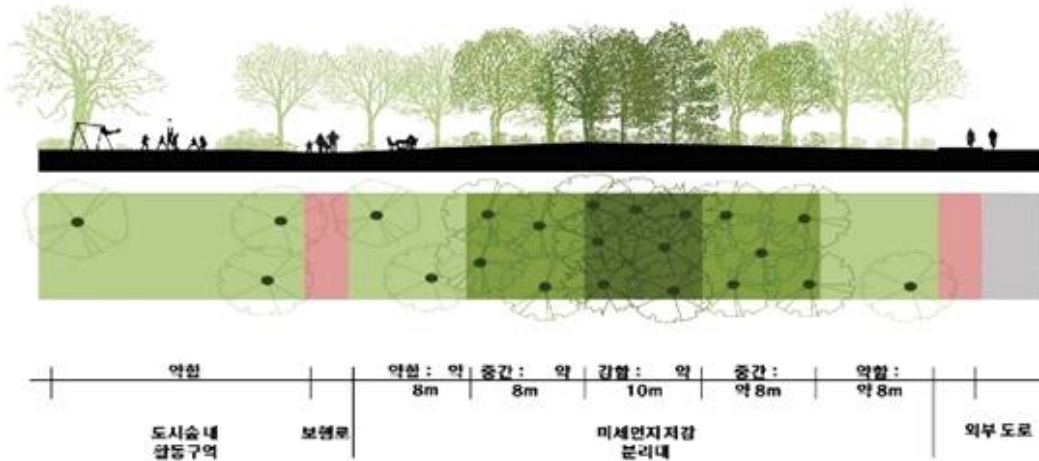 약함
약함 : 약
8m
중간 : 약
8m
강함 : 약
10m
중간 :
약 8m
약함 :
약 8m
도시숲 내
활동구역
보행로
미세먼지 저감
분리대
외부 도로